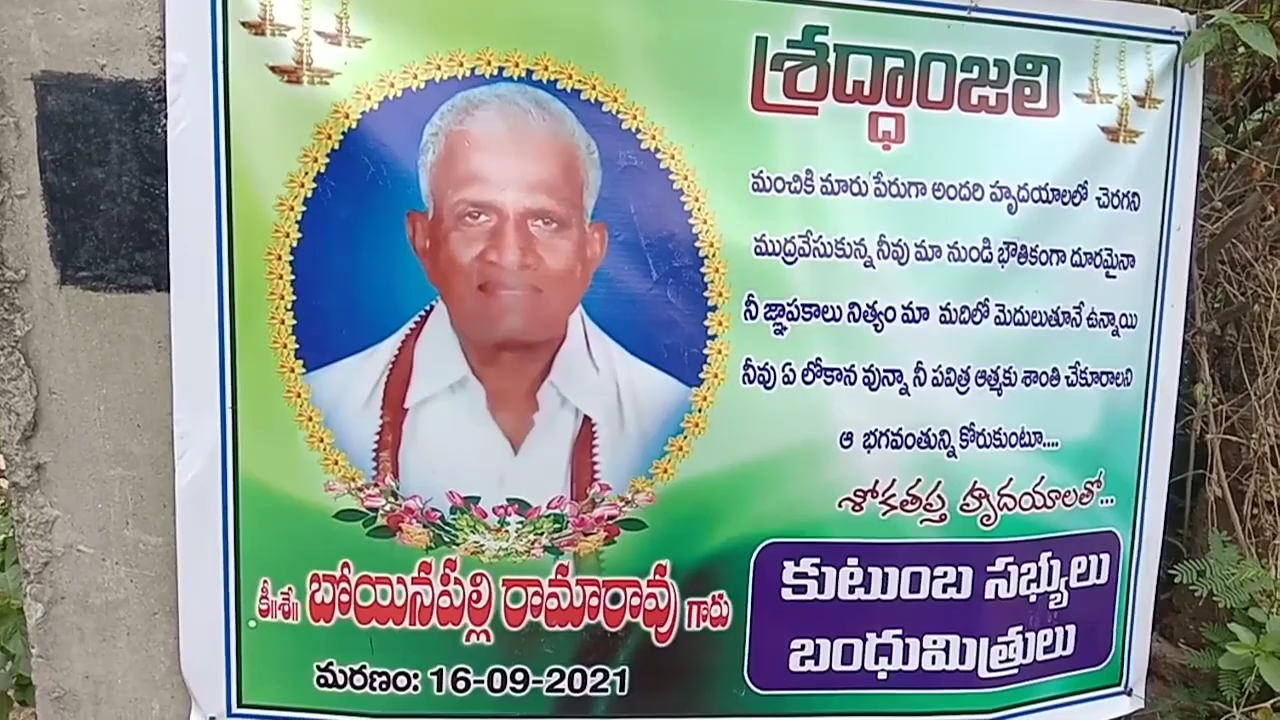 శ్రద్ధాంజలి
మంచికి మారు పేరుగా అందరి హృదయాలలో చెరగని
ముద్రవేసుకున్న నీవు మా నుండి భౌతికంగా దూరమైనా
నీ జ్ఞాపకాలు నిత్యం మా మదిలో మెదులుతూనే ఉన్నాయి
నీవు ఏ లోకాన వున్నా నీ పవిత్ర ఆత్మకు శాంతి చేకూరాలని
ఆ భగవంతున్ని కోరుకుంటూ....
శోకతప్త హృదయాలతో...
కుటుంబ సభ్యులు
బంధుమిత్రులు
కీ||శే|| బోయినపల్లి రామారావు గారు
మరణం: 16-09-2021